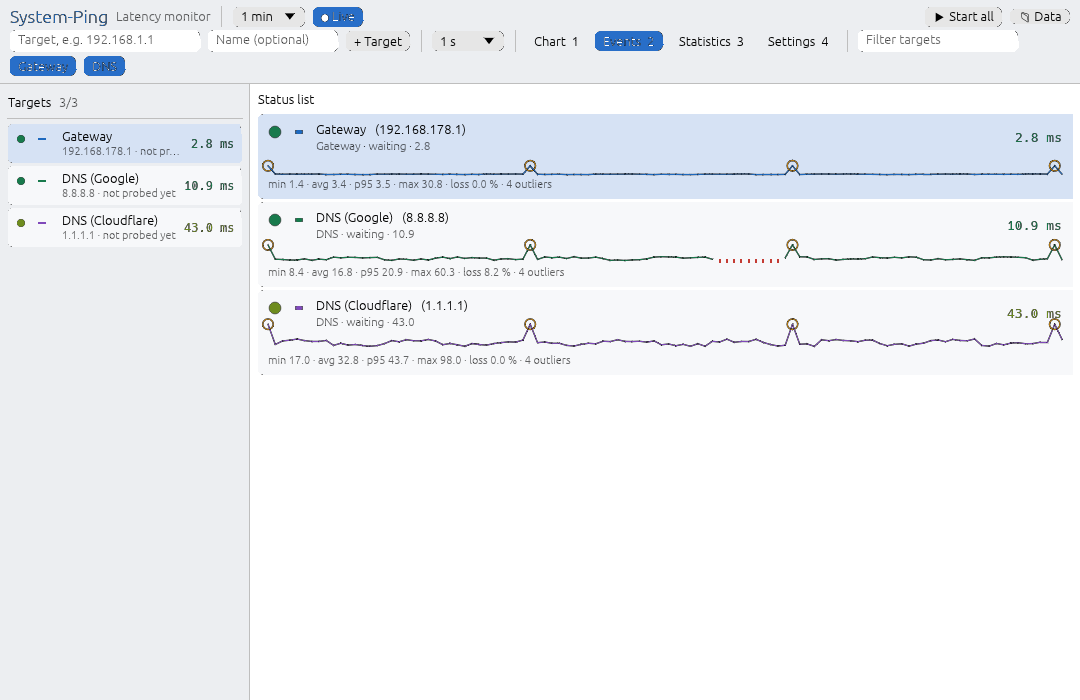 System-Ping Latency monitor 1 min ▼ ● Live ▶ Start all Data
Target, e.g. 192.168.1.1 Name (optional) + Target 1 s ▼ Chart 1 Events 2 Statistics 3 Settings 4 Filter targets
Gateway DNS
Targets 3/3
Gateway 2.8 ms
192.168.178.1 · not pr…
DNS (Google) 10.9 ms
8.8.8.8 · not probed yet
DNS (Cloudflare) 43.0 ms
1.1.1.1 · not probed yet
Status list
Gateway (192.168.178.1) 2.8 ms
Gateway · waiting · 2.8
min 1.4 · avg 3.4 · p95 3.5 · max 30.8 · loss 0.0 % · 4 outliers
DNS (Google) (8.8.8.8) 10.9 ms
DNS · waiting · 10.9
min 8.4 · avg 16.8 · p95 20.9 · max 60.3 · loss 8.2 % · 4 outliers
DNS (Cloudflare) (1.1.1.1) 43.0 ms
DNS · waiting · 43.0
min 17.0 · avg 32.8 · p95 43.7 · max 98.0 · loss 0.0 % · 4 outliers